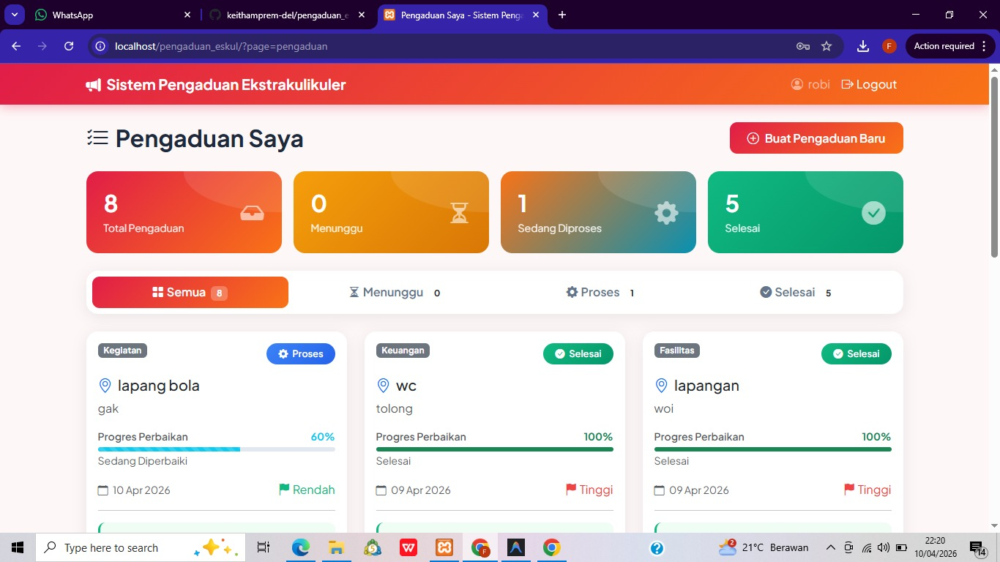 WhatsApp
keithamprem-del/pengaduan_e
Pengaduan Saya - Sistem Penga
localhost/pengaduan_eskul/?page=pengaduan
F
Action required
Sistem Pengaduan Ekstrakulikuler
robi
Logout
Pengaduan Saya
Buat Pengaduan Baru
8
Total Pengaduan
0
Menunggu
1
Sedang Diproses
5
Selesai
Semua 8
Menunggu 0
Proses 1
Selesai 5
Kegiatan
Proses
lapang bola
gak
Progres Perbaikan 60%
Sedang Diperbaiki
10 Apr 2026
Rendah
Keuangan
Selesai
wc
tolong
Progres Perbaikan 100%
Selesai
09 Apr 2026
Tinggi
Fasilitas
Selesai
lapangan
woi
Progres Perbaikan 100%
Selesai
09 Apr 2026
Tinggi
Type here to search
W
F
2
21°C Berawan
22:20
10/04/2026
14